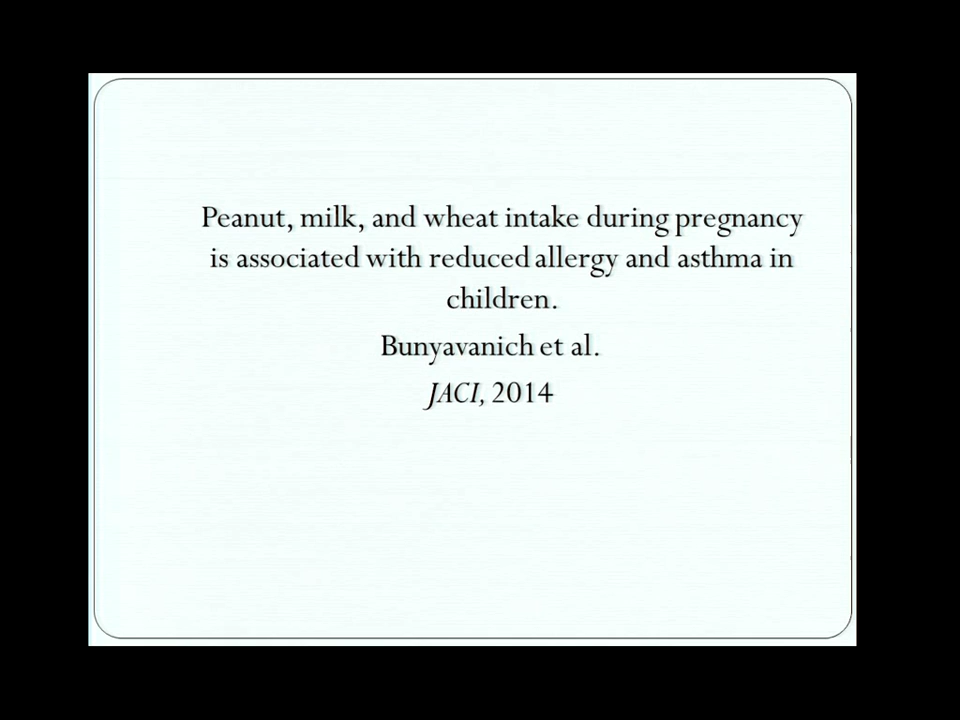 Peanut, milk, and wheat intake during pregnancy
is associated with reduced allergy and asthma in
children.
Bunyavanich et al.
JACI, 2014